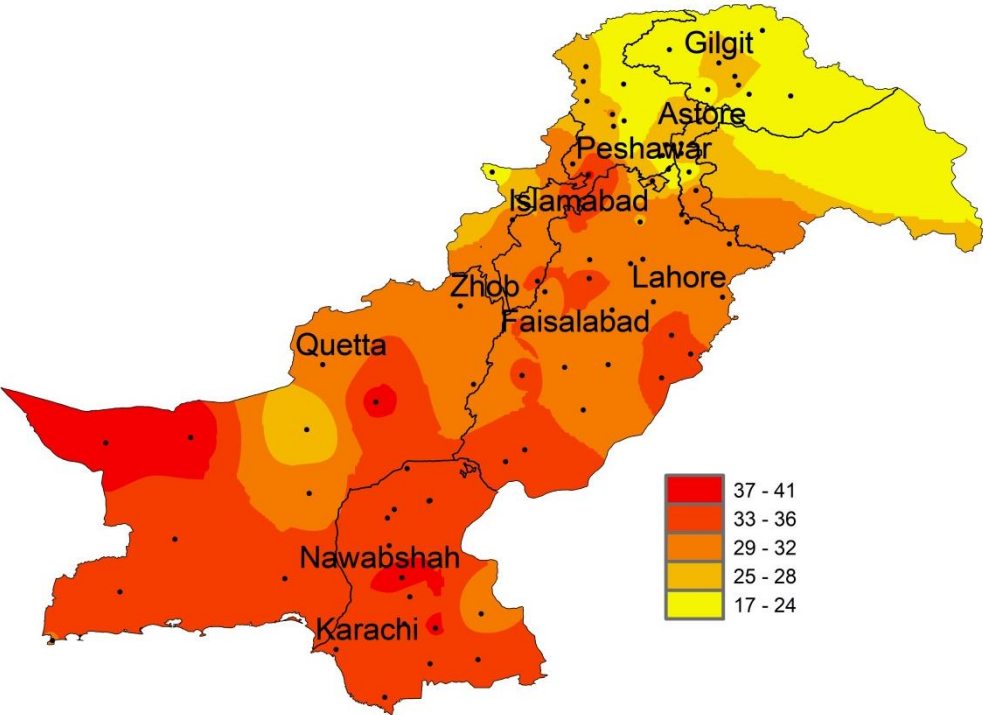 Gilgit
Astore
Peshawar
Islamabad
Zhob
Lahore
Faisalabad
Quetta
Nawabshah
Karachi
37 - 41
33 - 36
29 - 32
25 - 28
17 - 24